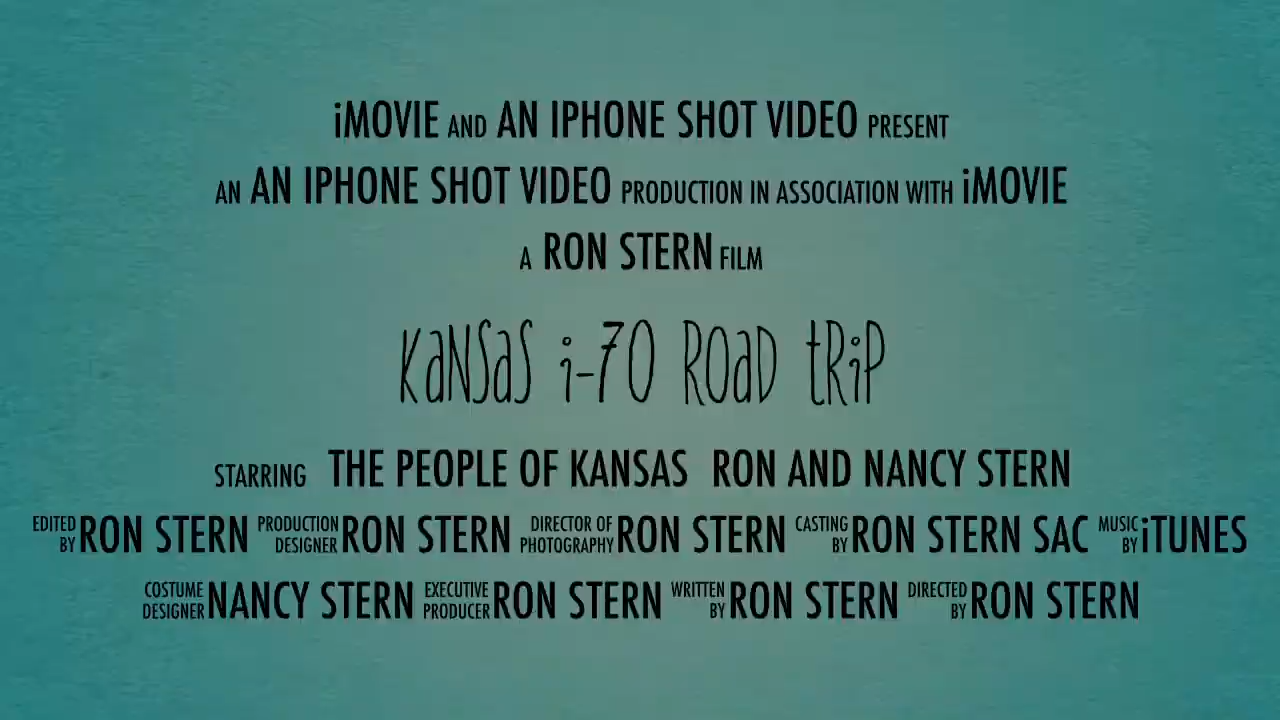 iMOVIE AND AN IPHONE SHOT VIDEO PRESENT
AN AN IPHONE SHOT VIDEO PRODUCTION IN ASSOCIATION WITH iMOVIE
A RON STERN FILM
KaNSaS i-70 ROaD tRiP
STARRING THE PEOPLE OF KANSAS RON AND NANCY STERN
EDITED BY RON STERN PRODUCTION DESIGNER RON STERN DIRECTOR OF PHOTOGRAPHY RON STERN CASTING BY RON STERN SAC MUSIC BY iTUNES
COSTUME DESIGNER NANCY STERN EXECUTIVE PRODUCER RON STERN WRITTEN BY RON STERN DIRECTED BY RON STERN